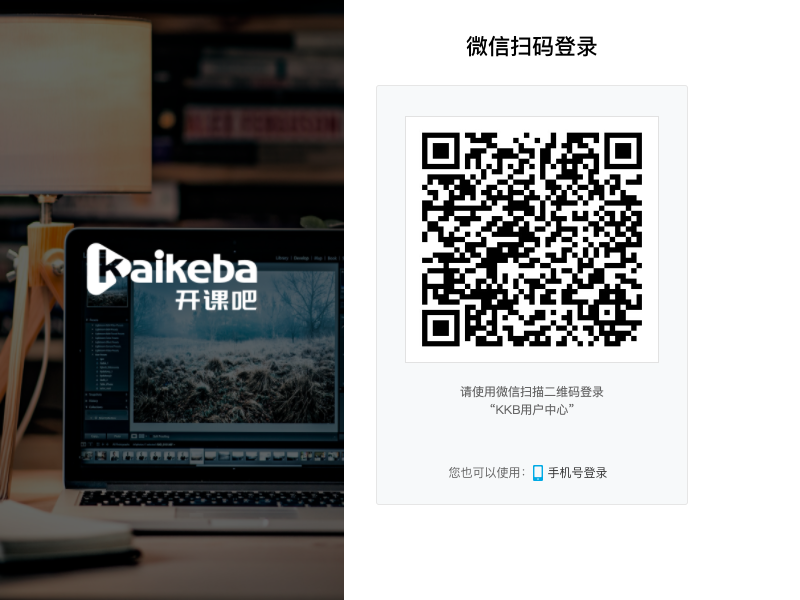 kaikeba
开课吧
微信扫码登录
请使用微信扫描二维码登录
“KKB用户中心”
您也可以使用: 手机号登录